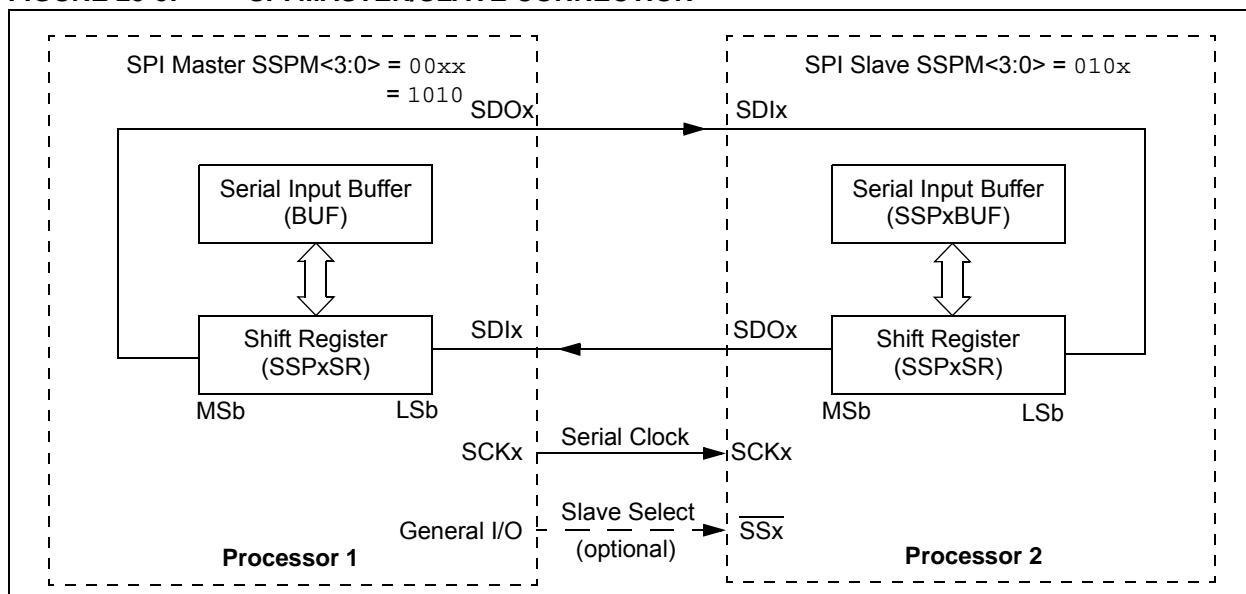 SPI Master SSPM<3:0> = 00xx
= 1010
SPI Slave SSPM<3:0> = 010x
SDOx
SDIx
Serial Input Buffer
(BUF)
Serial Input Buffer
(SSPxBUF)
Shift Register
(SSPxSR)
SDIx
SDOx
Shift Register
(SSPxSR)
MSb
LSb
MSb
LSb
SCKx
Serial Clock
SCKx
General I/O
Slave Select
(optional)
SSx
Processor 1
Processor 2